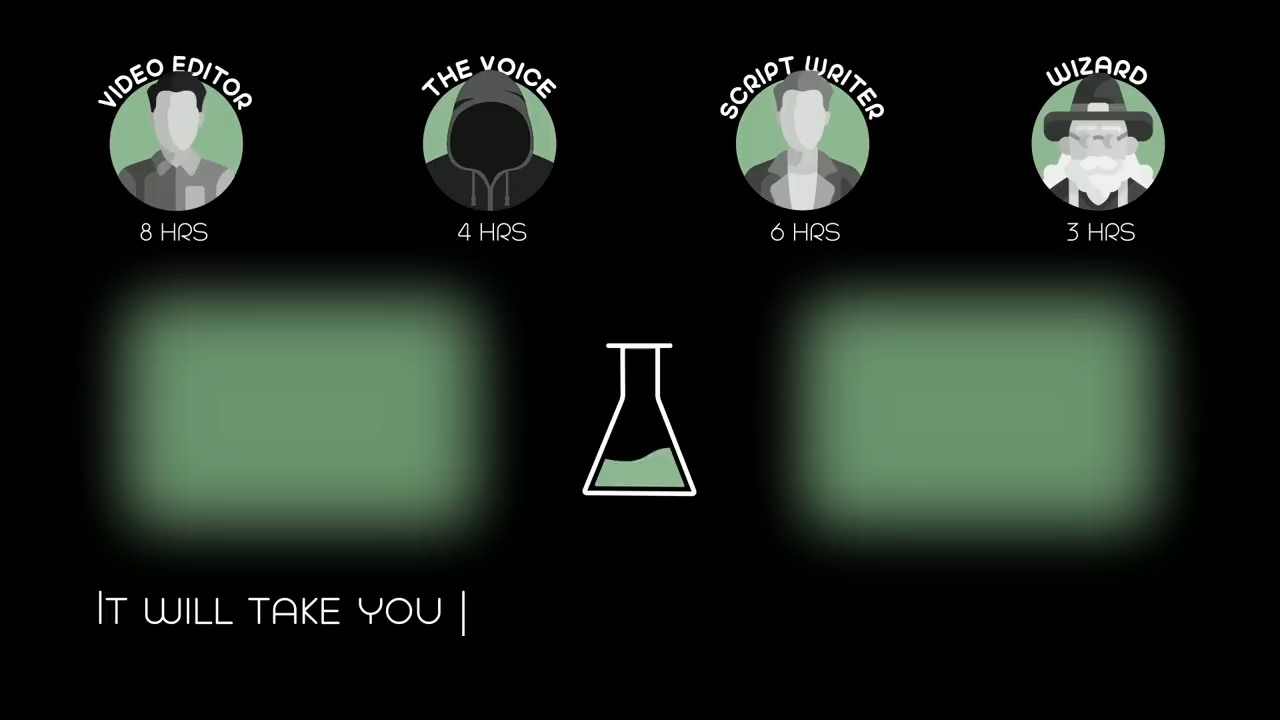 VIDEO EDITOR
THE VOICE
SCRIPT WRITER
WIZARD
8 HRS
4 HRS
6 HRS
3 HRS
IT WILL TAKE YOU |